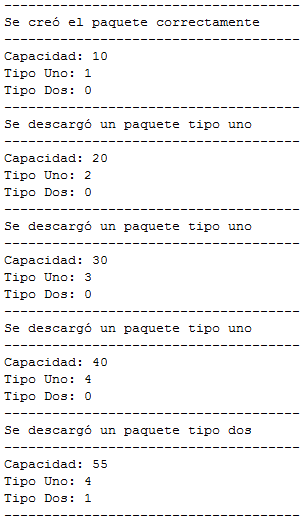 -------------------------------------
Se creó el paquete correctamente
-------------------------------------
Capacidad: 10
Tipo Uno: 1
Tipo Dos: 0
-------------------------------------
Se descargó un paquete tipo uno
-------------------------------------
Capacidad: 20
Tipo Uno: 2
Tipo Dos: 0
-------------------------------------
Se descargó un paquete tipo uno
-------------------------------------
Capacidad: 30
Tipo Uno: 3
Tipo Dos: 0
-------------------------------------
Se descargó un paquete tipo uno
-------------------------------------
Capacidad: 40
Tipo Uno: 4
Tipo Dos: 0
-------------------------------------
Se descargó un paquete tipo dos
-------------------------------------
Capacidad: 55
Tipo Uno: 4
Tipo Dos: 1
-------------------------------------